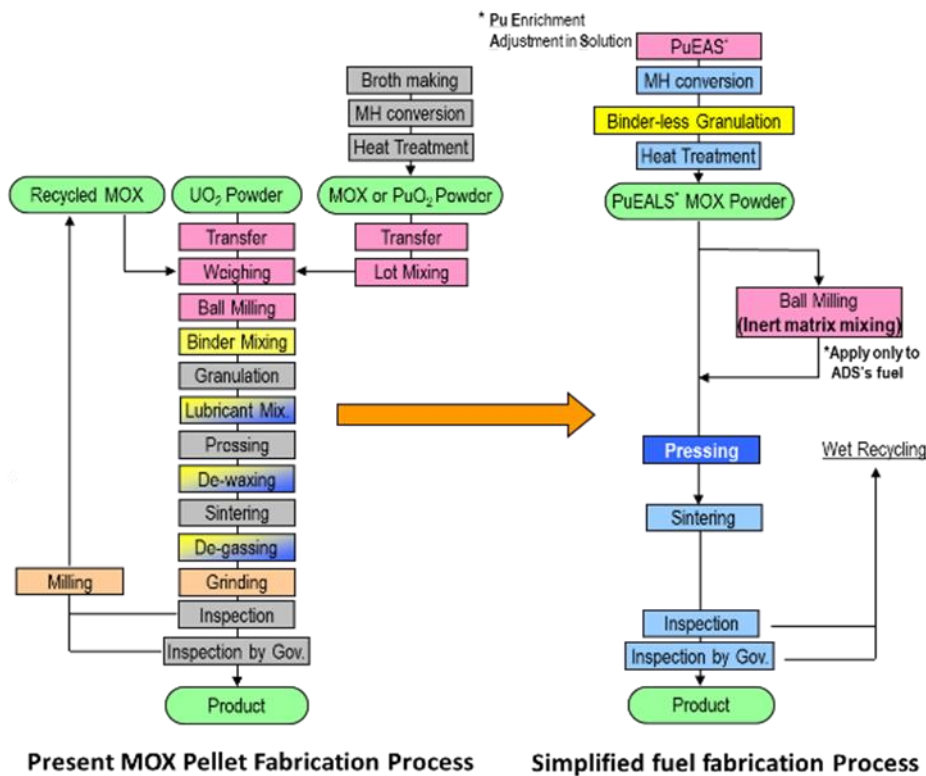 * Pu Enrichment
Adjustment in Solution
PuEAS*
Broth making
MH conversion
Heat Treatment
MH conversion
Binder-less Granulation
Heat Treatment
Recycled MOX
UO₂ Powder
MOX or PuO₂ Powder
PuEALS* MOX Powder
Transfer
Transfer
Weighing
Lot Mixing
Ball Milling
Binder Mixing
Granulation
Lubricant Mix.
Pressing
De-waxing
Sintering
De-gassing
Milling
Grinding
Inspection
Inspection by Gov.
Product
Ball Milling
(Inert matrix mixing)
*Apply only to
ADS's fuel
Pressing
Wet Recycling
Sintering
Inspection
Inspection by Gov.
Product
Present MOX Pellet Fabrication Process
Simplified fuel fabrication Process